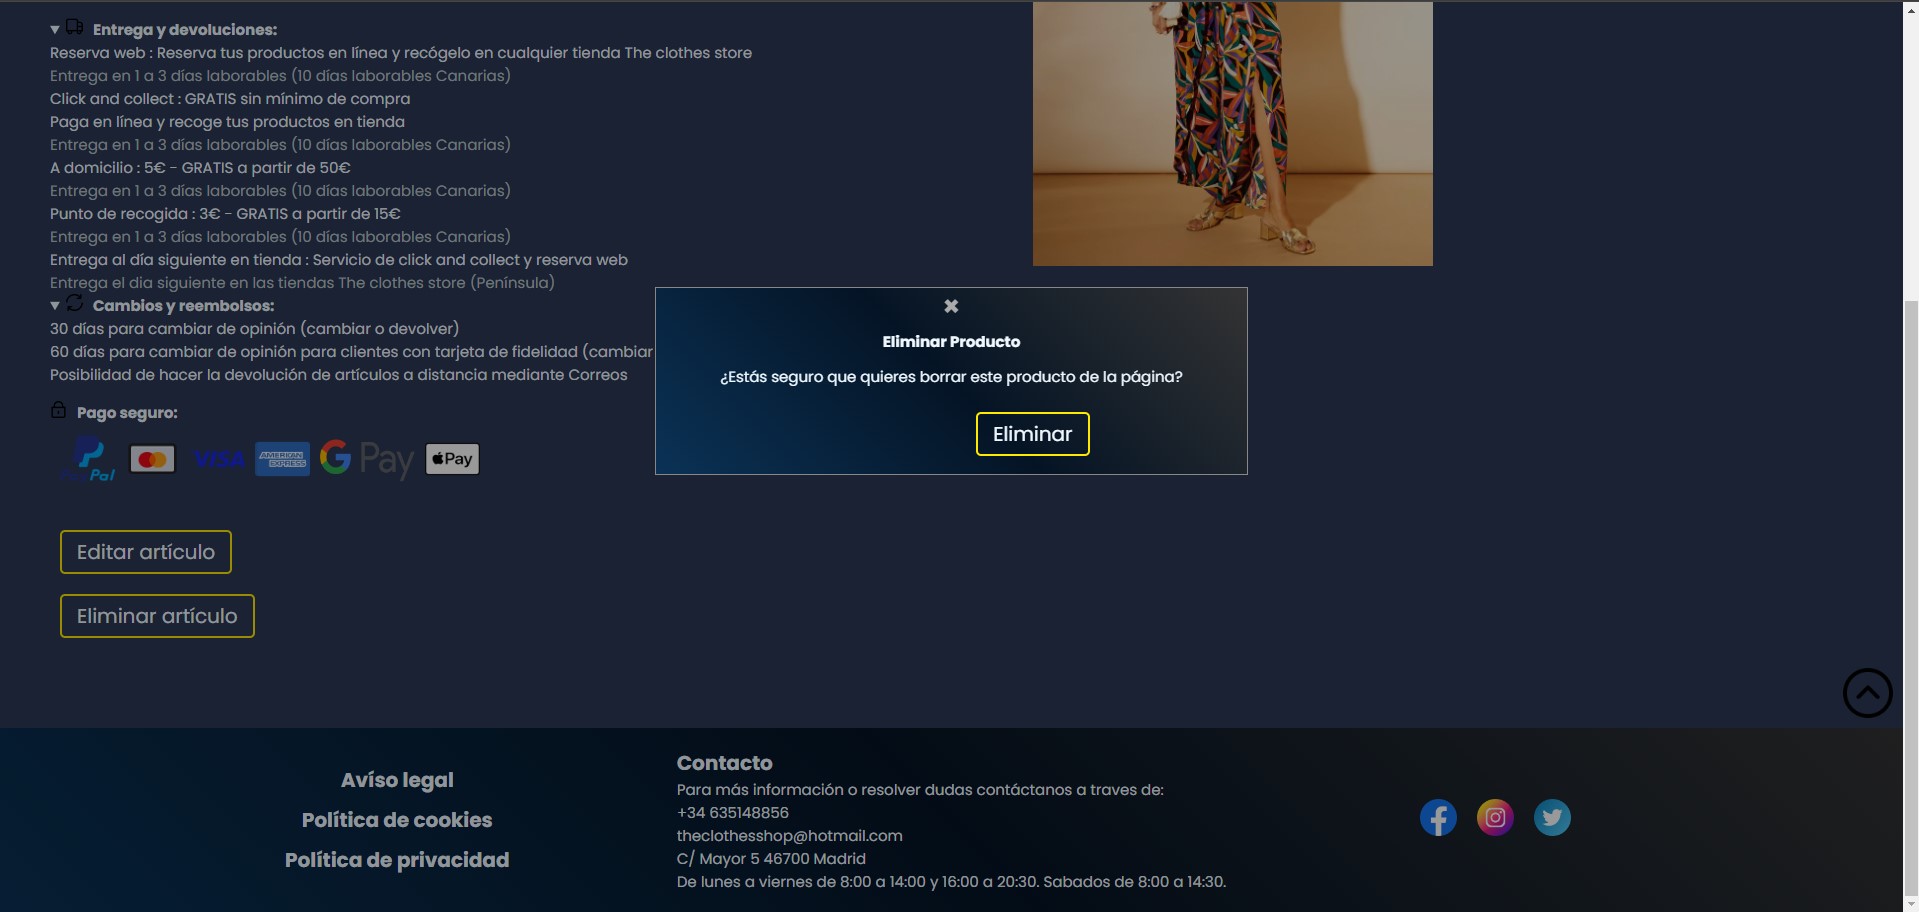 Entrega y devoluciones:
Reserva web : Reserva tus productos en línea y recógelo en cualquier tienda The clothes store
Entrega en 1 a 3 días laborables (10 días laborables Canarias)
Click and collect : GRATIS sin mínimo de compra
Paga en línea y recoge tus productos en tienda
Entrega en 1 a 3 días laborables (10 días laborables Canarias)
A domicilio : 5€ - GRATIS a partir de 50€
Entrega en 1 a 3 días laborables (10 días laborables Canarias)
Punto de recogida : 3€ - GRATIS a partir de 15€
Entrega en 1 a 3 días laborables (10 días laborables Canarias)
Entrega al día siguiente en tienda : Servicio de click and collect y reserva web
Entrega el dia siguiente en las tiendas The clothes store (Península)
Cambios y reembolsos:
30 días para cambiar de opinión (cambiar o devolver)
60 días para cambiar de opinión para clientes con tarjeta de fidelidad (cambiar
Posibilidad de hacer la devolución de artículos a distancia mediante Correos
Pago seguro:
PayPal VISA AMERICAN EXPRESS G Pay Pay
Editar artículo
Eliminar artículo
✖
Eliminar Producto
¿Estás seguro que quieres borrar este producto de la página?
Eliminar
Avíso legal
Política de cookies
Política de privacidad
Contacto
Para más información o resolver dudas contáctanos a traves de:
+34 635148856
theclothesshop@hotmail.com
C/ Mayor 5 46700 Madrid
De lunes a viernes de 8:00 a 14:00 y 16:00 a 20:30. Sabados de 8:00 a 14:30.